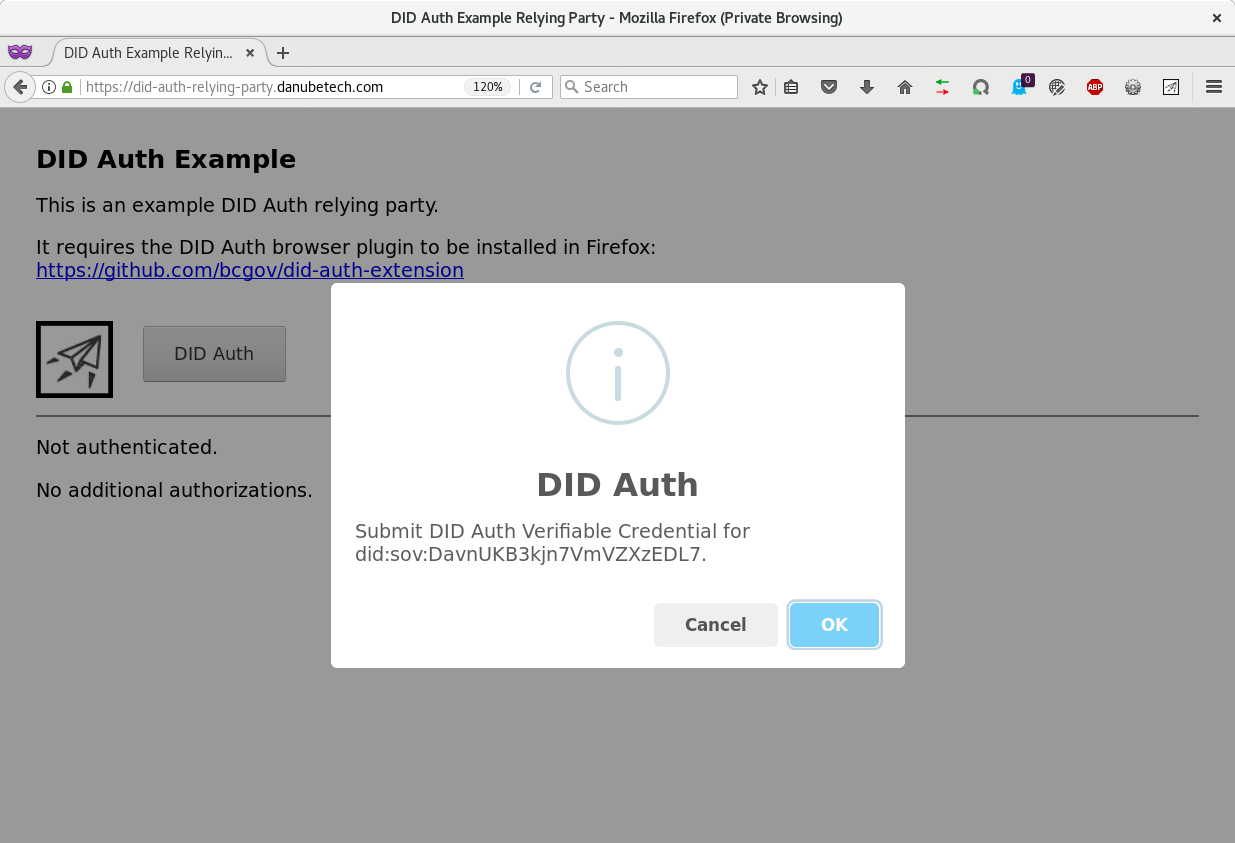 DID Auth Example Relying Party - Mozilla Firefox (Private Browsing)
DID Auth Example Relyin...
https://did-auth-relying-party.danubetech.com
120%
Search
0
ABP
DID Auth Example
This is an example DID Auth relying party.
It requires the DID Auth browser plugin to be installed in Firefox:
https://github.com/bcgov/did-auth-extension
DID Auth
Not authenticated.
No additional authorizations.
DID Auth
Submit DID Auth Verifiable Credential for
did:sov:DavnUKB3kjn7VmVZXzEDL7.
Cancel
OK